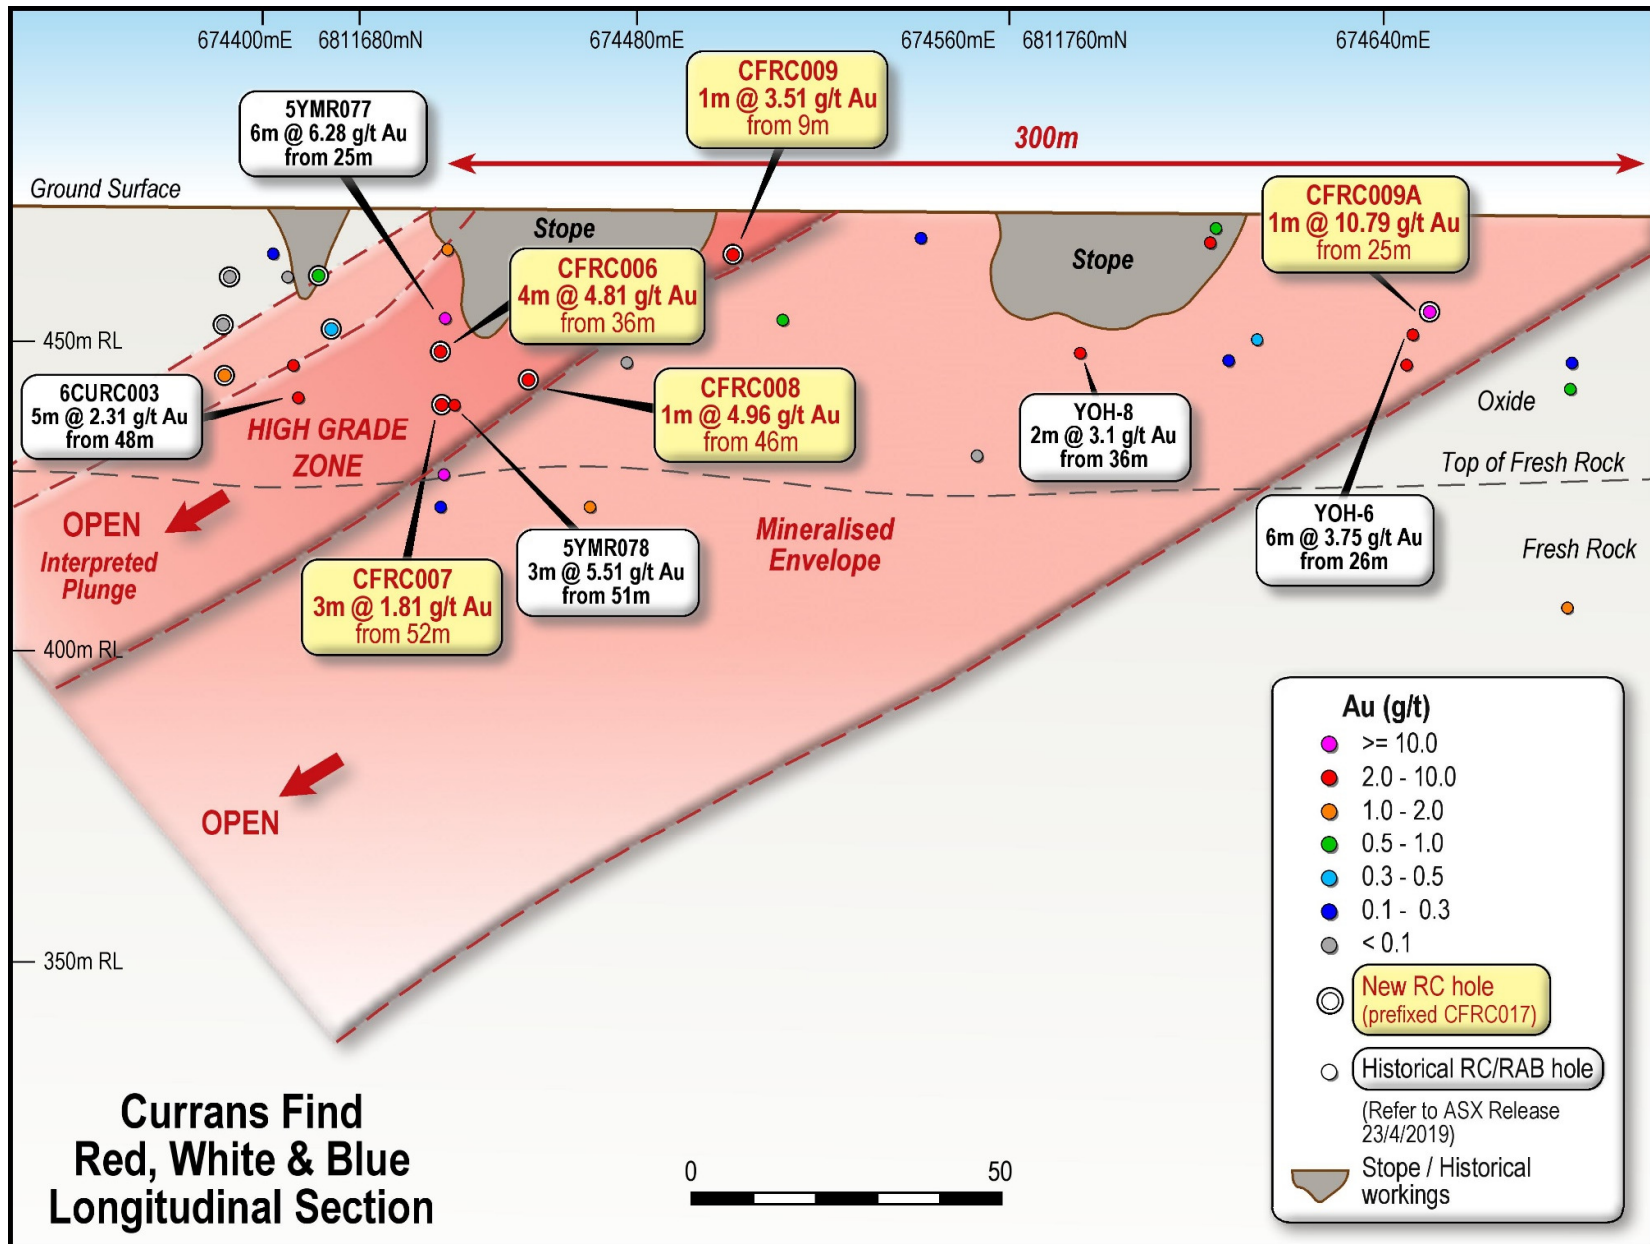 674400mE 6811680mN 674480mE 674560mE 6811760mN 674640mE
CFRC009
1m @ 3.51 g/t Au
from 9m
5YMR077
6m @ 6.28 g/t Au
from 25m
300m
Ground Surface
CFRC009A
1m @ 10.79 g/t Au
from 25m
Stope
Stope
CFRC006
4m @ 4.81 g/t Au
from 36m
450m RL
6CURC003
5m @ 2.31 g/t Au
from 48m
CFRC008
1m @ 4.96 g/t Au
from 46m
YOH-8
2m @ 3.1 g/t Au
from 36m
Oxide
HIGH GRADE
ZONE
Top of Fresh Rock
OPEN
Interpreted
Plunge
Mineralised
Envelope
YOH-6
6m @ 3.75 g/t Au
from 26m
Fresh Rock
5YMR078
3m @ 5.51 g/t Au
from 51m
CFRC007
3m @ 1.81 g/t Au
from 52m
400m RL
OPEN
350m RL
Au (g/t)
>= 10.0
2.0 - 10.0
1.0 - 2.0
0.5 - 1.0
0.3 - 0.5
0.1 - 0.3
< 0.1
New RC hole
(prefixed CFRC017)
Historical RC/RAB hole
(Refer to ASX Release
23/4/2019)
Stope / Historical
workings
Currans Find
Red, White & Blue
Longitudinal Section
0 50